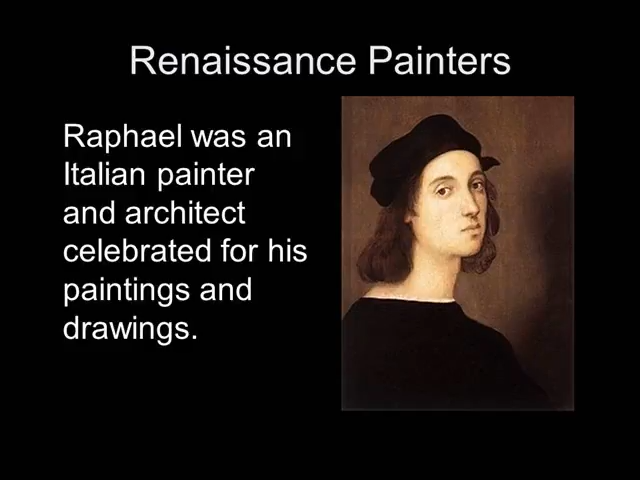 Renaissance Painters
Raphael was an
Italian painter
and architect
celebrated for his
paintings and
drawings.